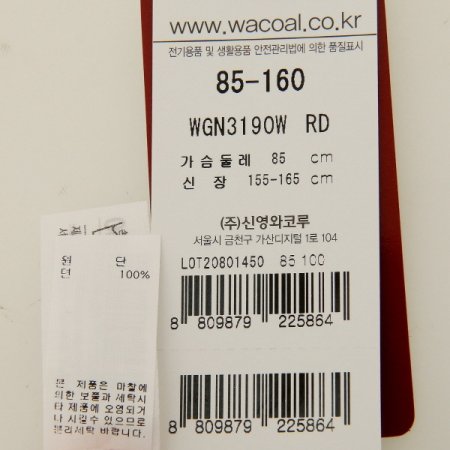 www.wacoal.co.kr
전기용품 및 생활용품 안전관리법에 의한 품질표시
85-160
WGN3190W RD
가슴둘레 85 cm
신 장 155-165 cm
(주)신영와코루
서울시 금천구 가산디지털 1로 104
LOT20801450 85 100
8 809879 225864
8 809879 225864
원 단
면 100%
본 제품은 마찰에
의한 보풀과 세탁시
타 제품에 오염되거
나 시킬수 있으므로
분리세탁 바랍니다.